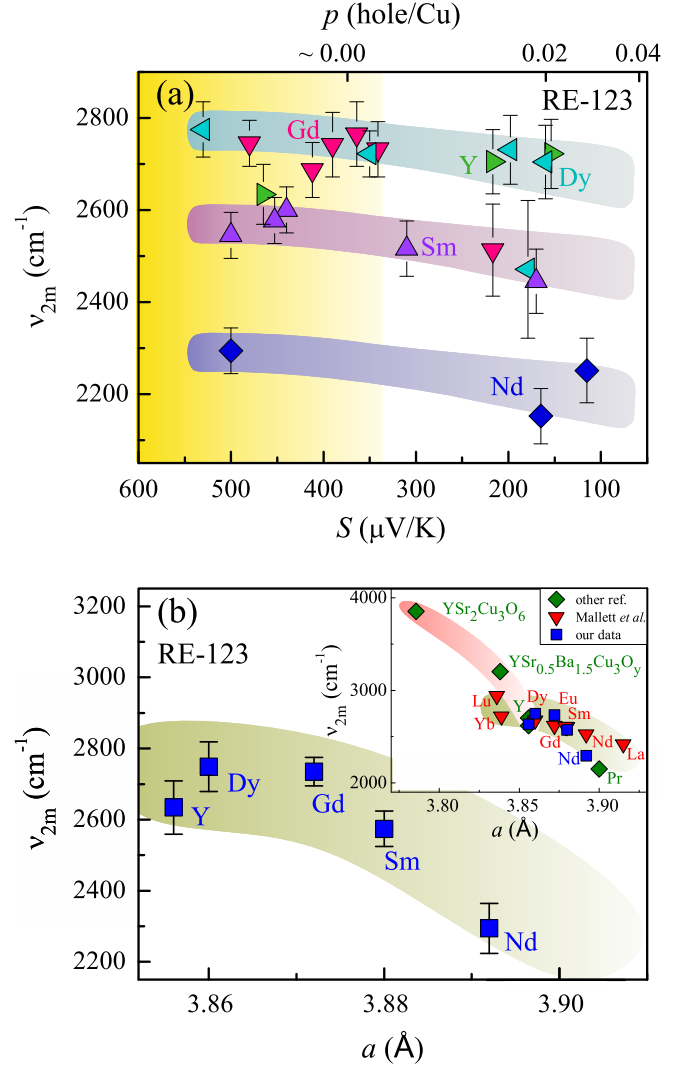 p (hole/Cu)
~ 0.00 0.02 0.04
(a) RE-123
2800
2600
2400
2200
ν2m (cm-1)
Gd
Y
Dy
Sm
Nd
600 500 400 300 200 100
S (μV/K)
(b)
RE-123
3200
3000
2800
2600
2400
2200
ν2m (cm-1)
Y
Dy
Gd
Sm
Nd
3.86 3.88 3.90
a (Å)
4000
3000
2000
ν2m (cm-1)
YSr2Cu3O6
YSr0.5Ba1.5Cu3Oy
other ref.
Mallett et al.
our data
Lu
Yb
Y
Dy
Eu
Sm
Gd
Nd
Nd
La
Pr
3.80 3.85 3.90
a (Å)